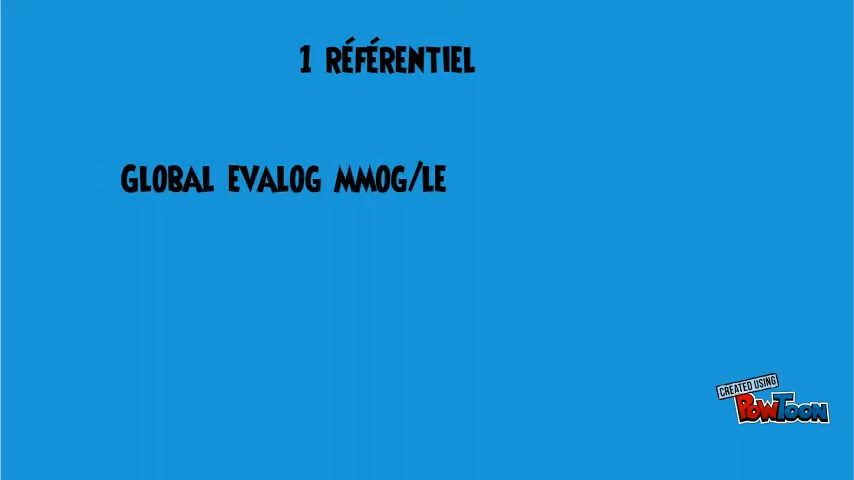 1 RÉFÉRENTIEL
GLOBAL EVALOG MMOG/LE
CREATED USING
POWTOON